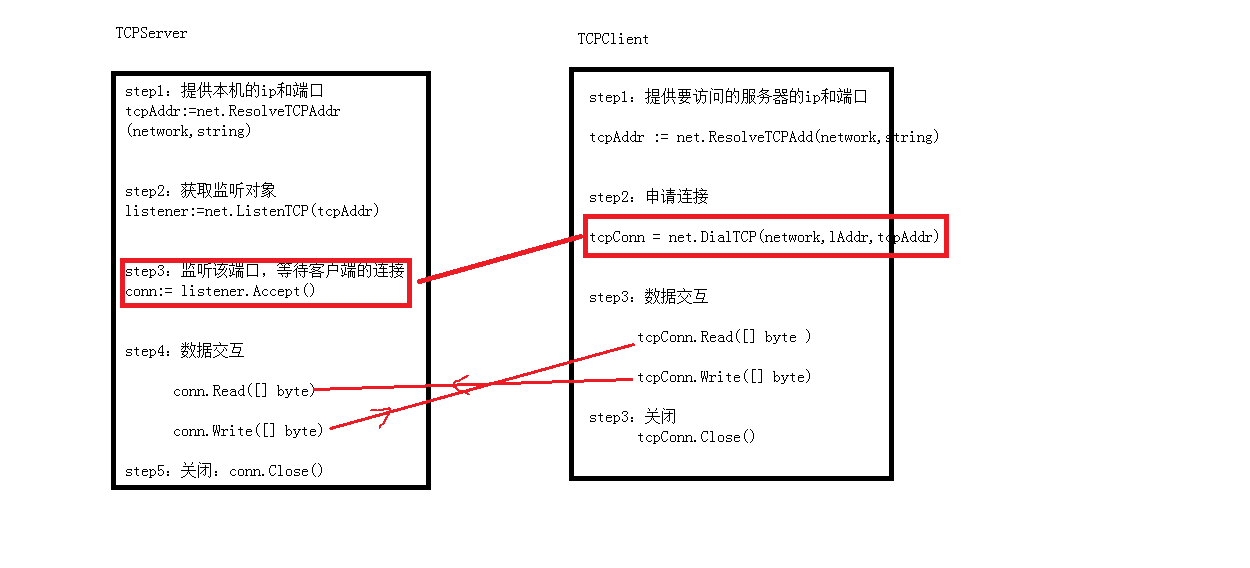 TCPServer
step1：提供本机的ip和端口
tcpAddr:=net.ResolveTCPAddr
(network,string)
step2：获取监听对象
listener:=net.ListenTCP(tcpAddr)
step3：监听该端口，等待客户端的连接
conn:= listener.Accept()
step4：数据交互
conn.Read([] byte)
conn.Write([] byte)
step5：关闭：conn.Close()
TCPClient
step1：提供要访问的服务器的ip和端口
tcpAddr := net.ResolveTCPAdd(network,string)
step2：申请连接
tcpConn = net.DialTCP(network,lAddr,tcpAddr)
step3：数据交互
tcpConn.Read([] byte )
tcpConn.Write([] byte)
step3：关闭
tcpConn.Close()